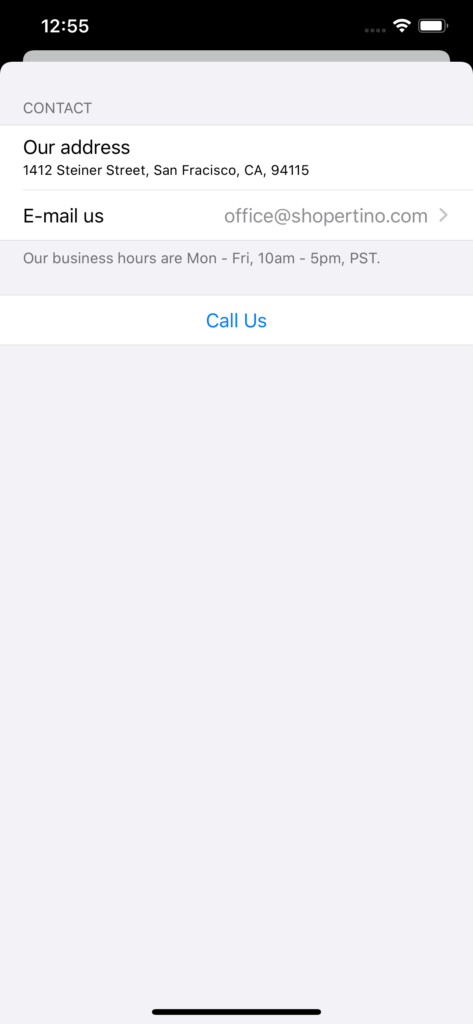 12:55
CONTACT
Our address
1412 Steiner Street, San Fracisco, CA, 94115
E-mail us office@shopertino.com
Our business hours are Mon - Fri, 10am - 5pm, PST.
Call Us